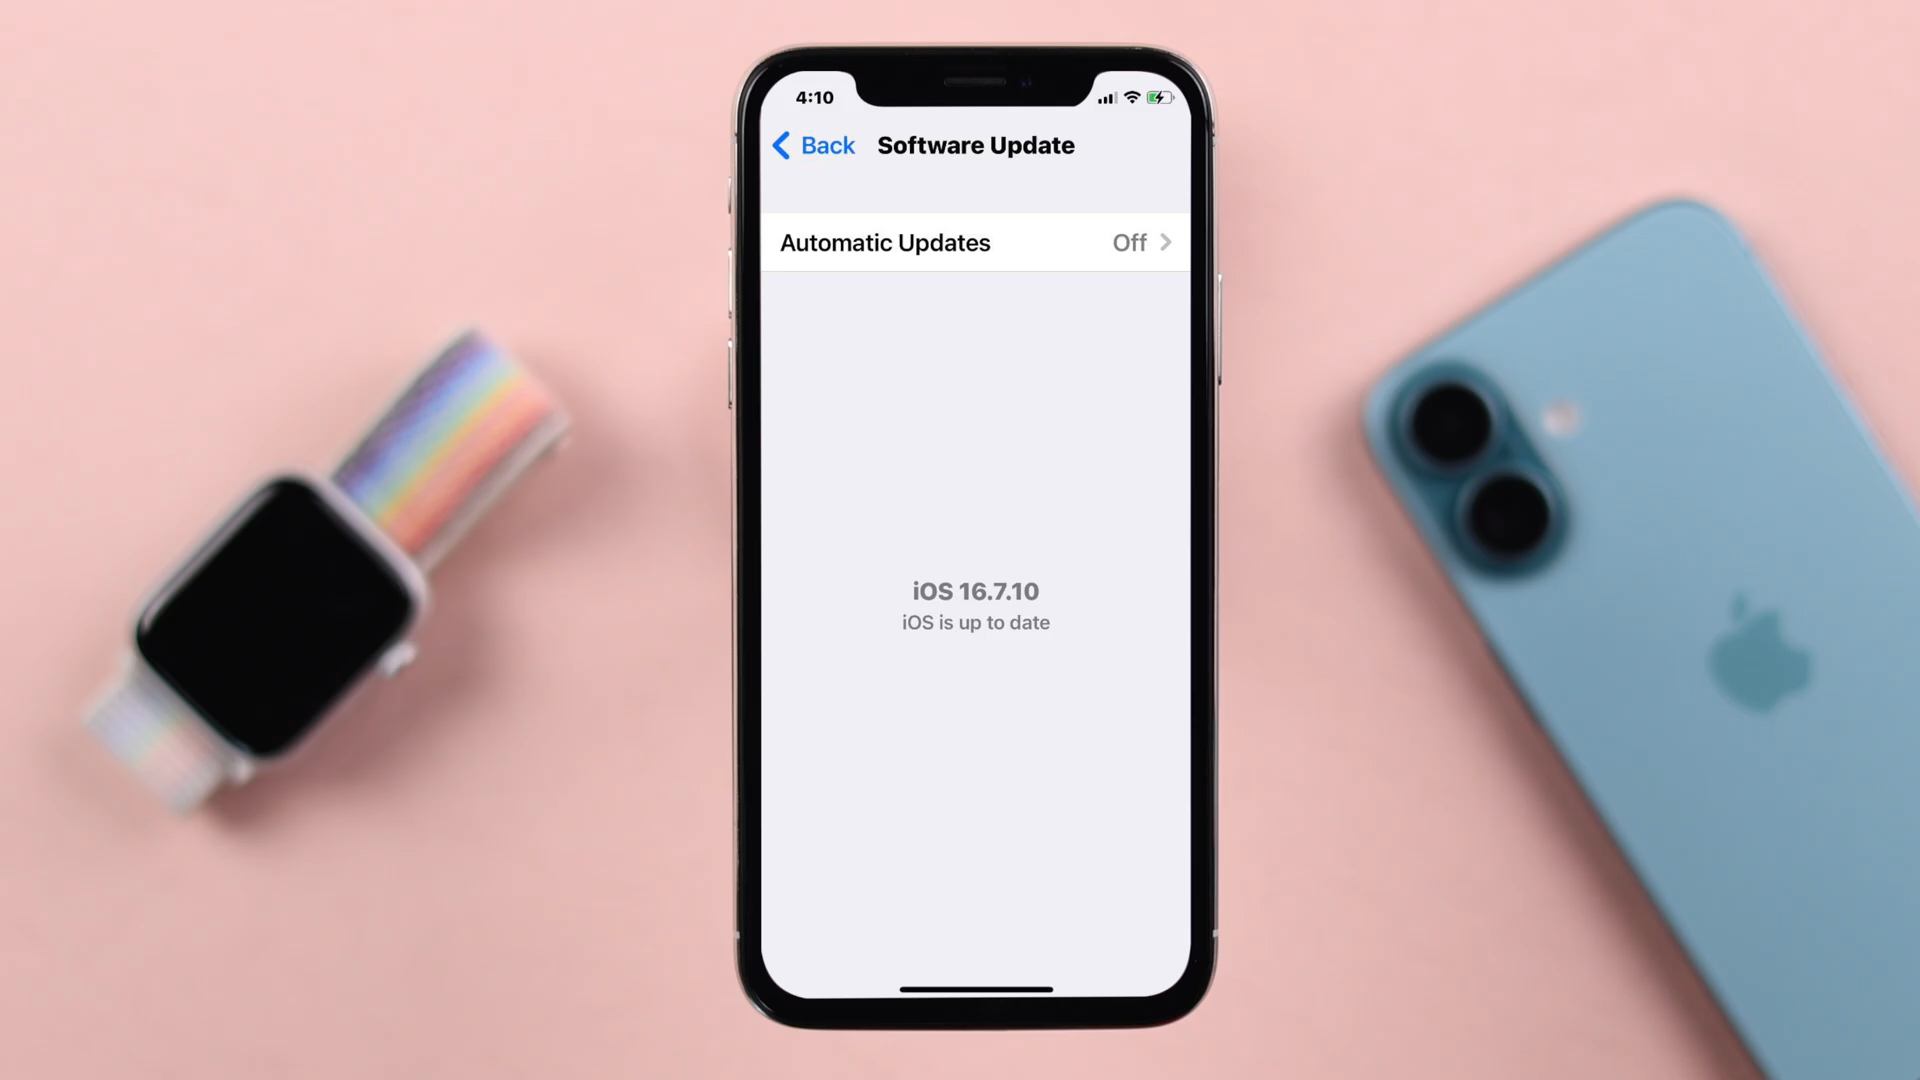 4:10
Back Software Update
Automatic Updates Off
iOS 16.7.10
iOS is up to date